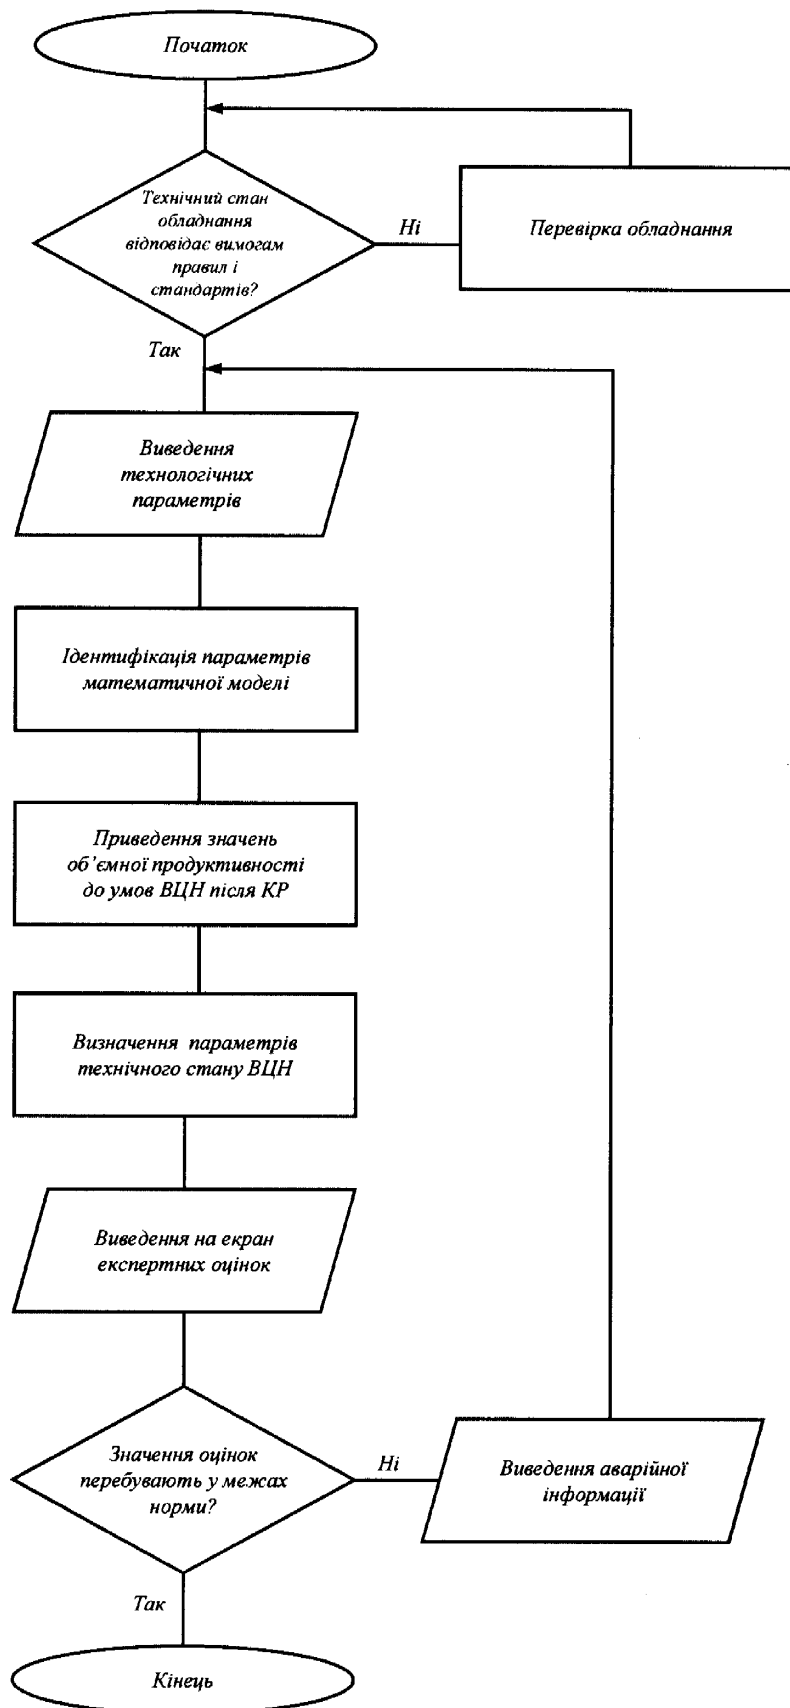 Початок
Технічний стан
обладнання
відповідає вимогам
правил і
стандартів?
Ні
Перевірка обладнання
Так
Виведення
технологічних
параметрів
Ідентифікація параметрів
математичної моделі
Приведення значень
об’ємної продуктивності
до умов ВЦН після КР
Визначення параметрів
технічного стану ВЦН
Виведення на екран
експертних оцінок
Значення оцінок
перебувають у межах
норми?
Ні
Виведення аварійної
інформації
Так
Кінець